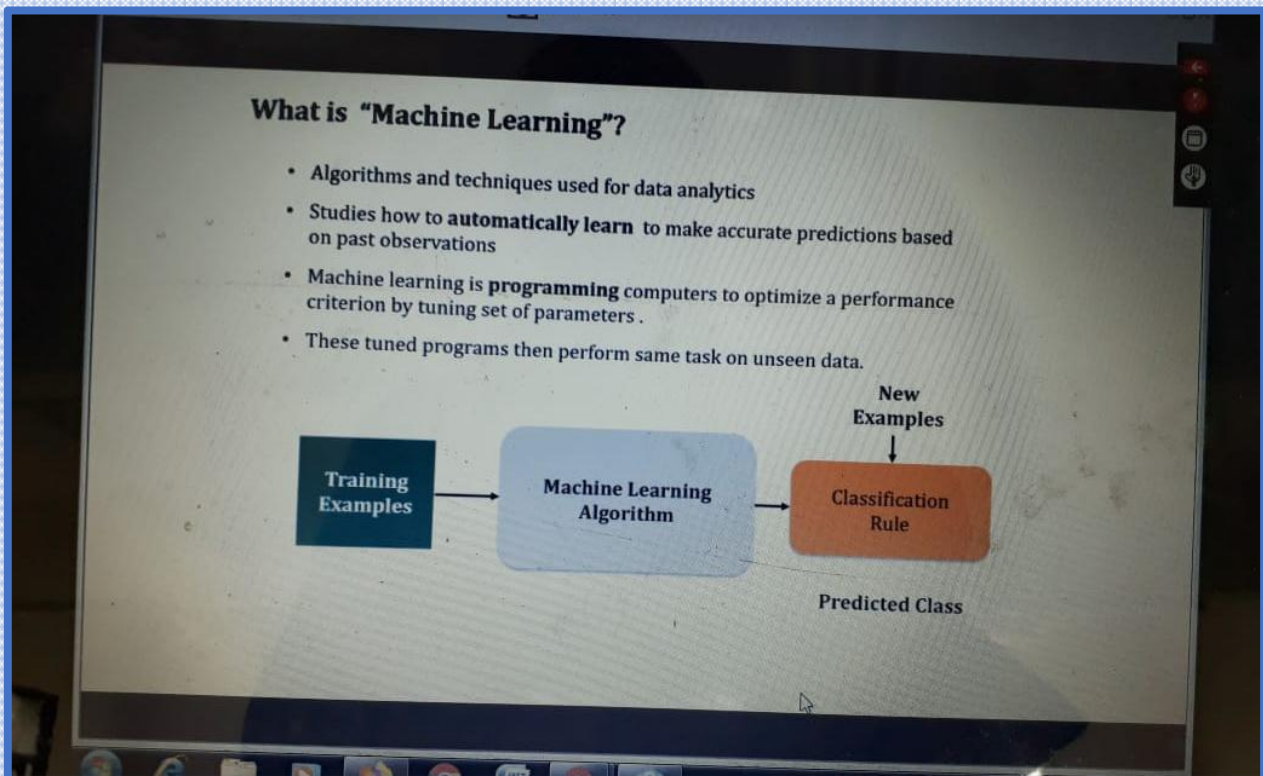 What is “Machine Learning”?
• Algorithms and techniques used for data analytics
• Studies how to automatically learn to make accurate predictions based
on past observations
• Machine learning is programming computers to optimize a performance
criterion by tuning set of parameters .
• These tuned programs then perform same task on unseen data.
New
Examples
Training
Examples
Machine Learning
Algorithm
Classification
Rule
Predicted Class